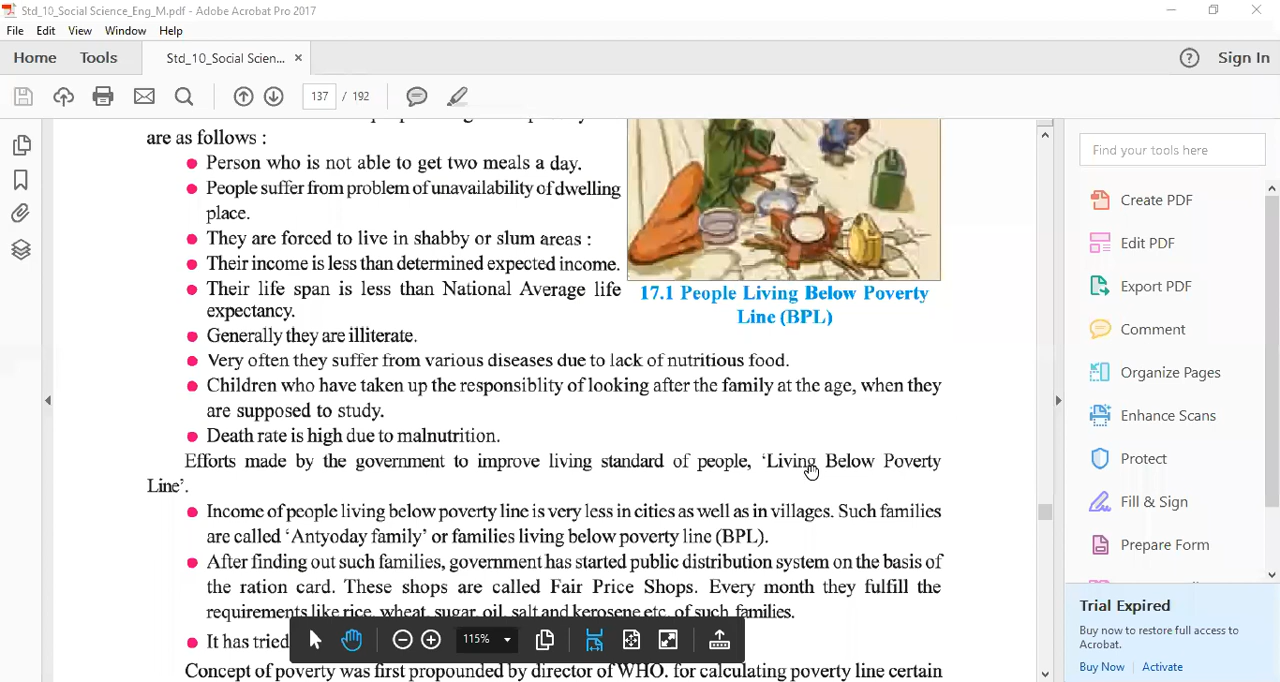 Std_10_Social Science_Eng_M.pdf - Adobe Acrobat Pro 2017
File Edit View Window Help
Home Tools Std_10_Social Scien... × Sign In
137 / 192
are as follows :
Person who is not able to get two meals a day.
People suffer from problem of unavailability of dwelling
place.
They are forced to live in shabby or slum areas :
Their income is less than determined expected income.
Their life span is less than National Average life
expectancy.
Generally they are illiterate.
17.1 People Living Below Poverty
Line (BPL)
Very often they suffer from various diseases due to lack of nutritious food.
Children who have taken up the responsiblity of looking after the family at the age, when they
are supposed to study.
Death rate is high due to malnutrition.
Efforts made by the government to improve living standard of people, ‘Living Below Poverty
Line’.
Income of people living below poverty line is very less in cities as well as in villages. Such families
are called ‘Antyoday family’ or families living below poverty line (BPL).
After finding out such families, government has started public distribution system on the basis of
the ration card. These shops are called Fair Price Shops. Every month they fulfill the
requirements like rice, wheat, sugar, oil, salt and kerosene etc. of such families.
It has tried
Concept of poverty was first propounded by director of WHO. for calculating poverty line certain
115%
Find your tools here
Create PDF
Edit PDF
Export PDF
Comment
Organize Pages
Enhance Scans
Protect
Fill & Sign
Prepare Form
Trial Expired
Buy now to restore full access to
Acrobat.
Buy Now Activate